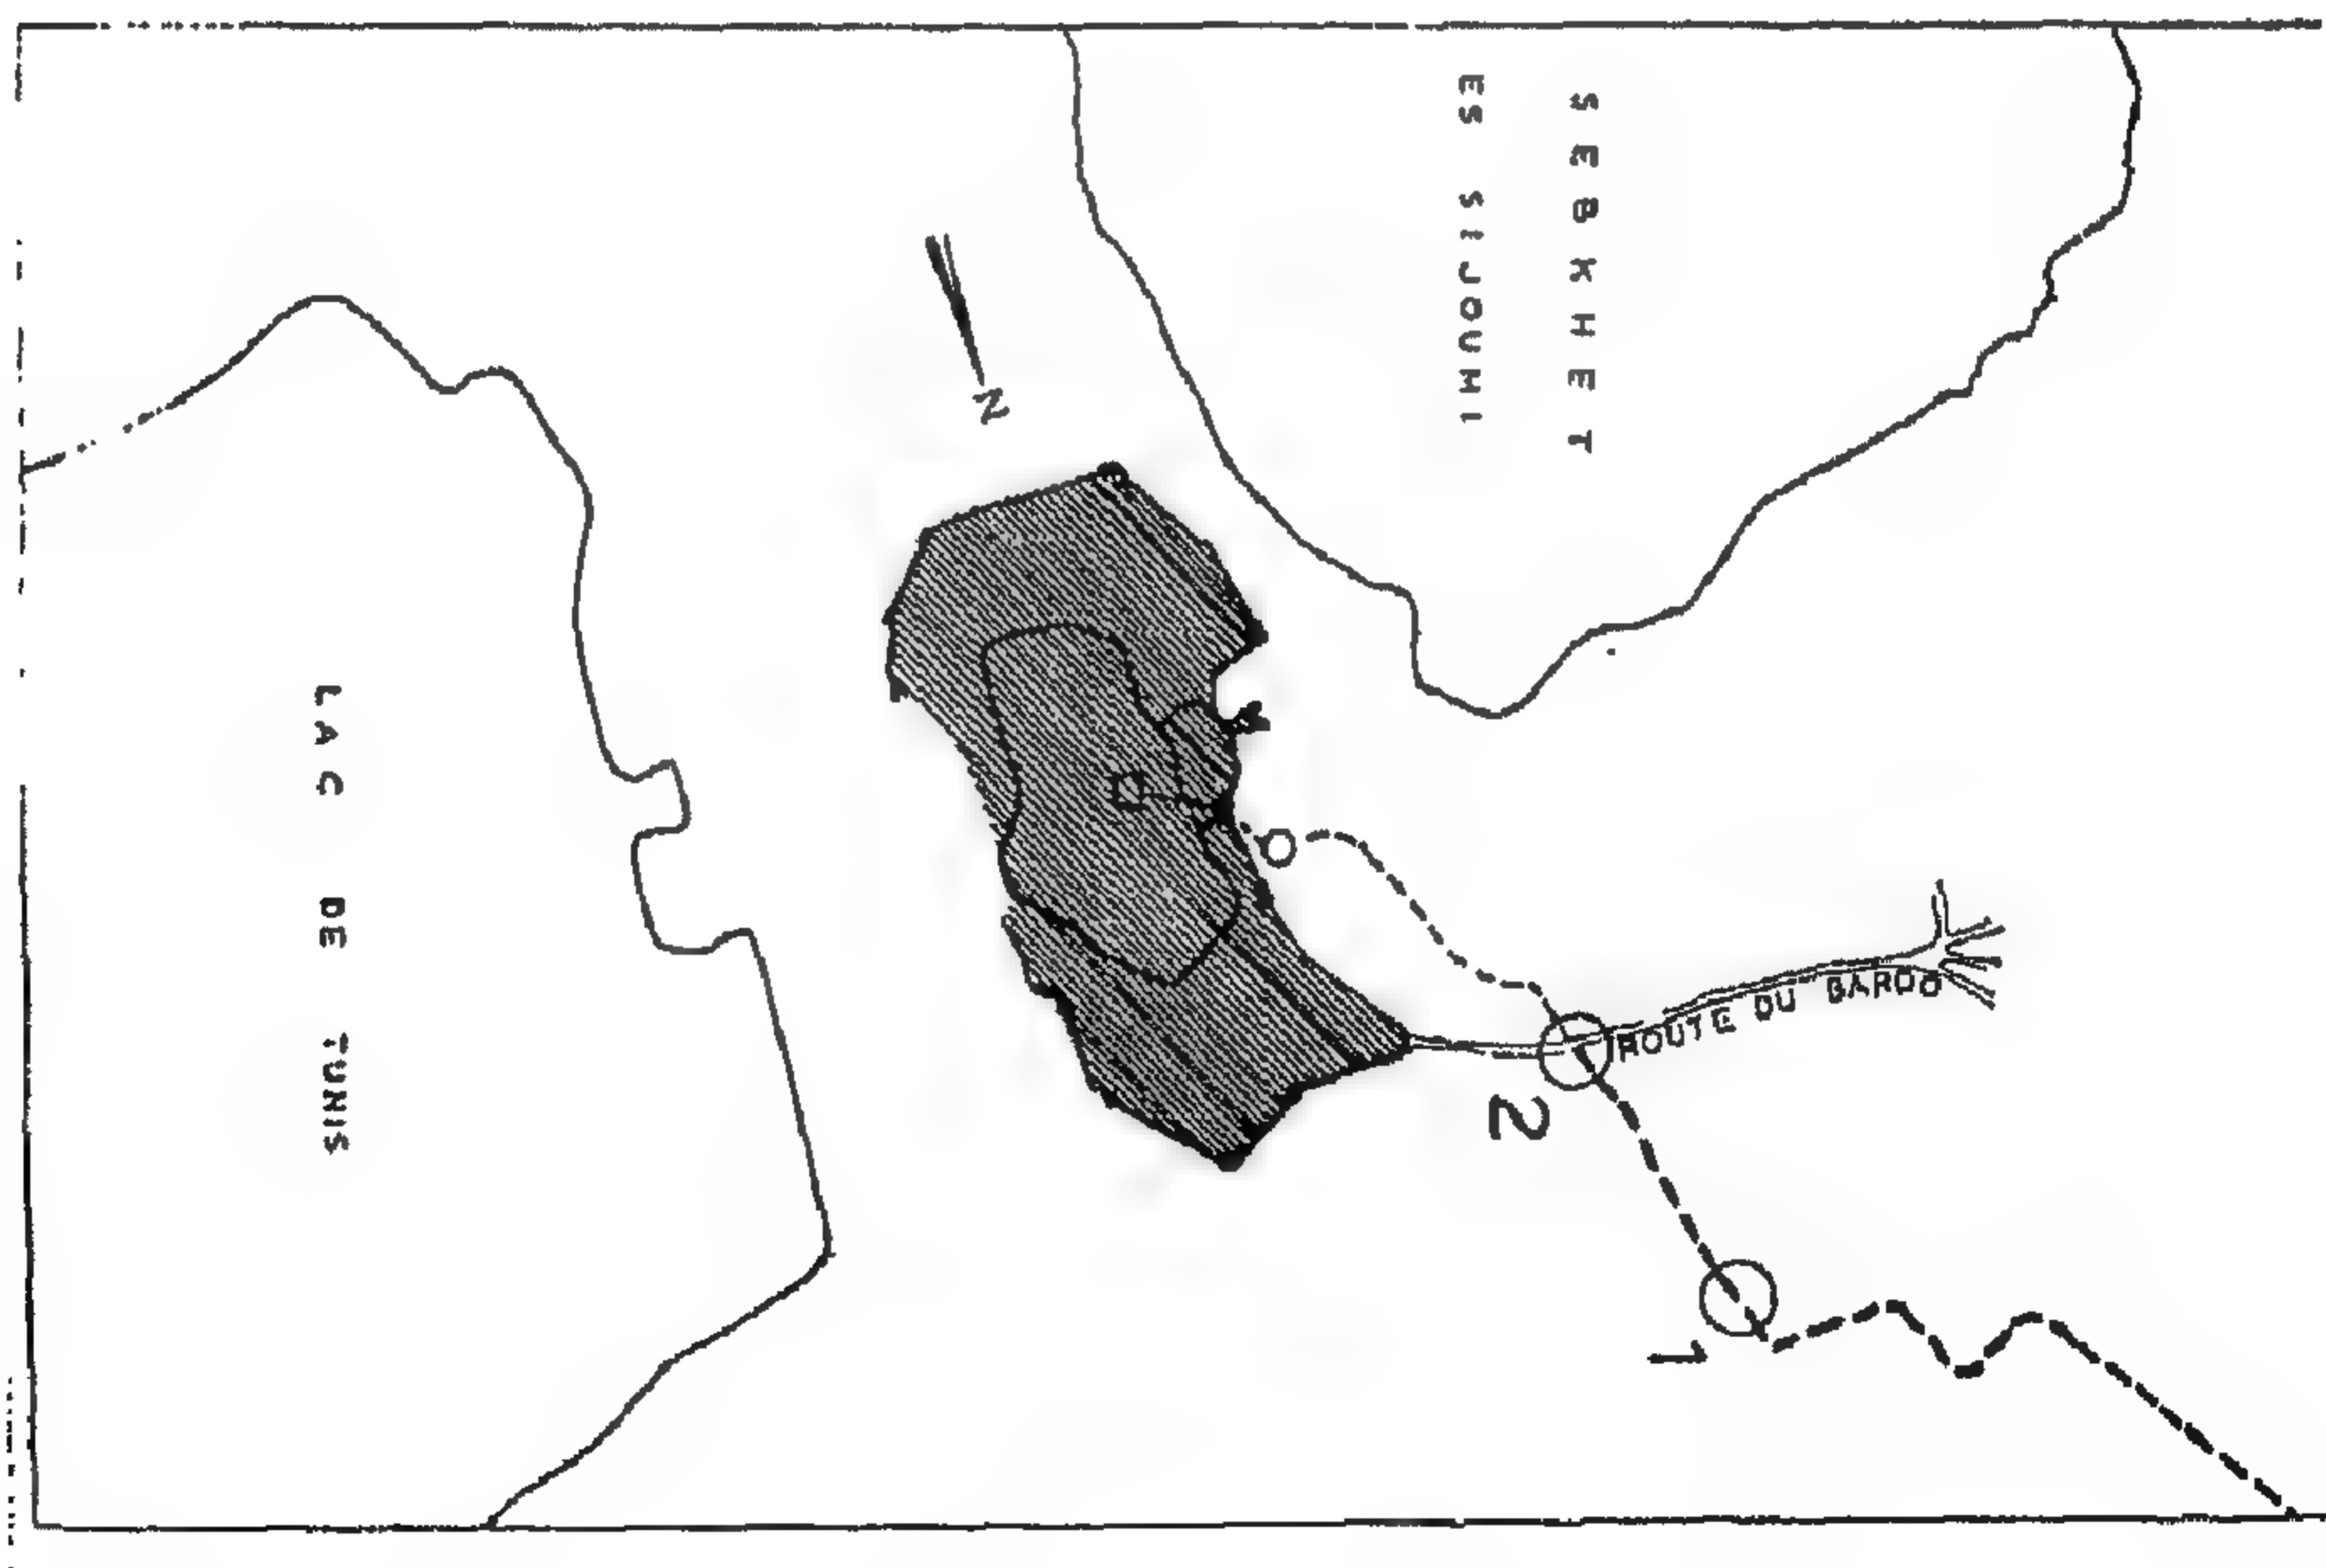 SEBKHET
ES SIJOUMI
N
LAC DE TUNIS
ROUTE DU BARDO
2
1